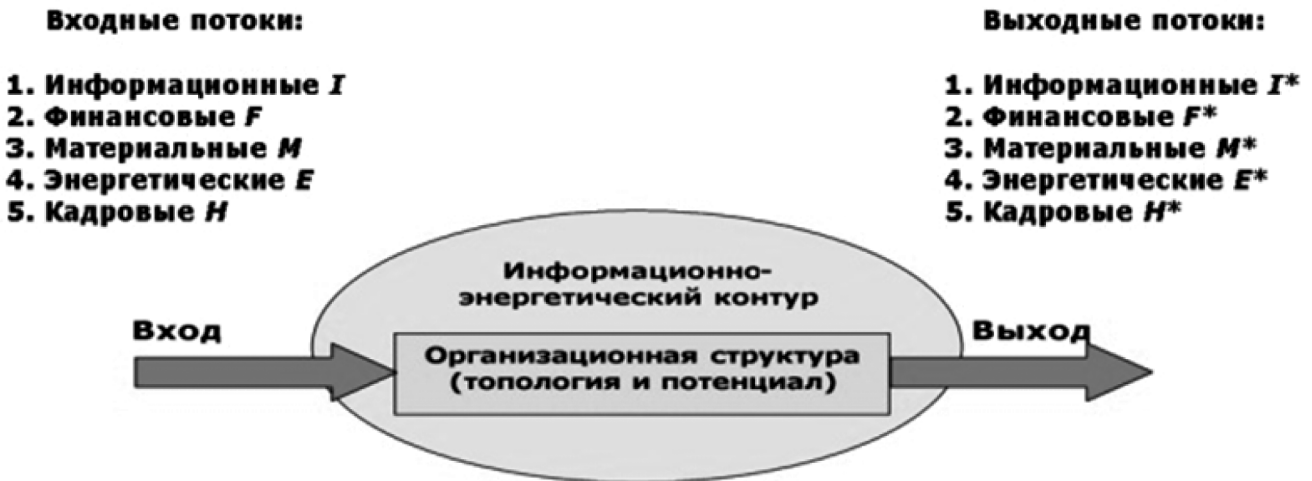 Входные потоки:
1. Информационные I
2. Финансовые F
3. Материальные M
4. Энергетические E
5. Кадровые H
Выходные потоки:
1. Информационные I*
2. Финансовые F*
3. Материальные M*
4. Энергетические E*
5. Кадровые H*
Информационно-
энергетический контур
Вход
Организационная структура
(топология и потенциал)
Выход